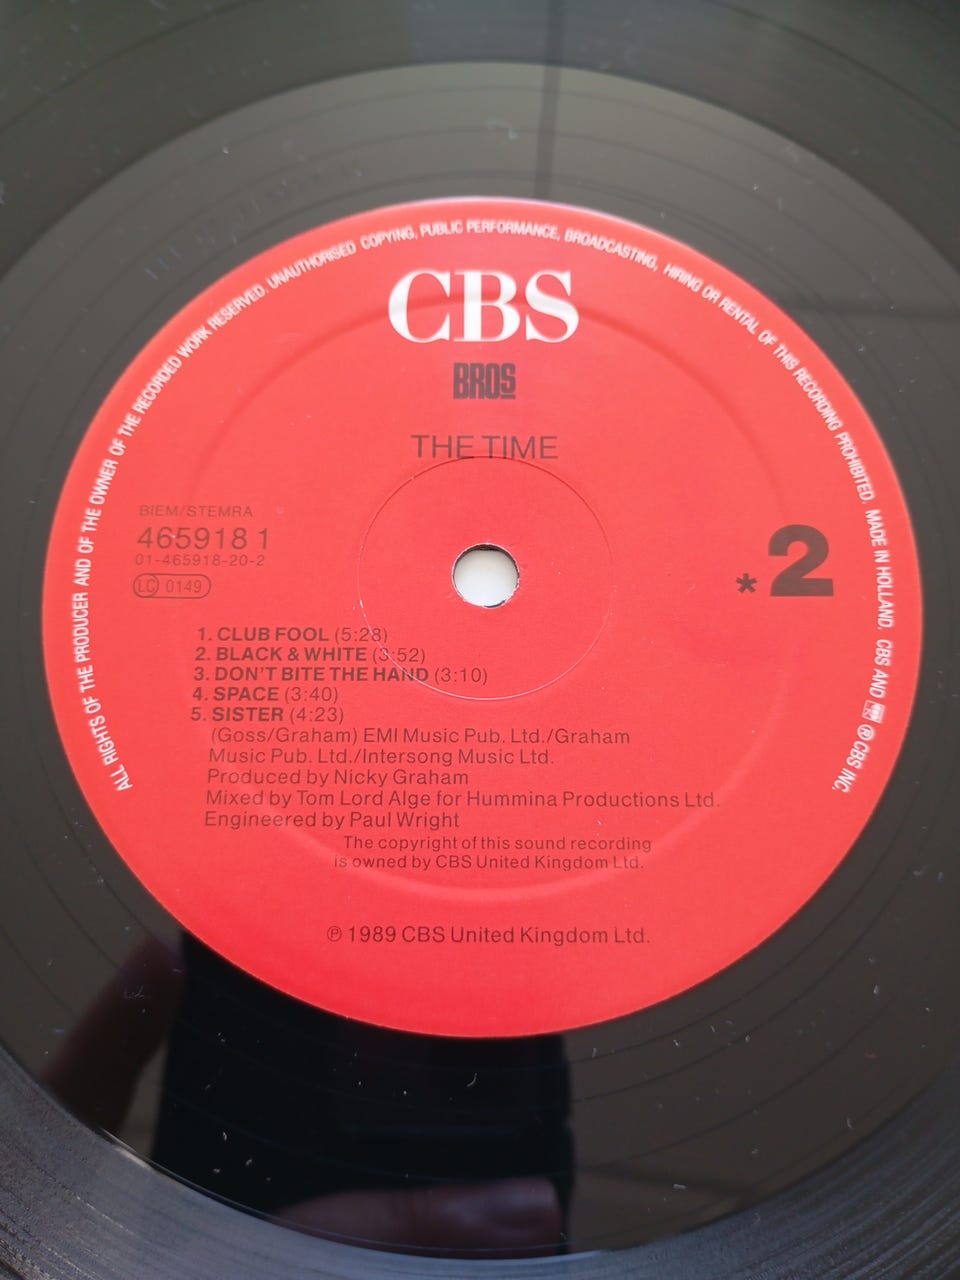 ALL RIGHTS OF THE PRODUCER AND OF THE OWNER OF THE RECORDED WORK RESERVED. UNAUTHORISED COPYING, PUBLIC PERFORMANCE, BROADCASTING, HIRING OR RENTAL OF THIS RECORDING PROHIBITED. MADE IN HOLLAND. CBS AND ® CBS INC.
CBS
BROS
THE TIME
BIEM/STEMRA
465918 1
01-465918-20-2
LC 0149
*2
1. CLUB FOOL (5:28)
2. BLACK & WHITE (3:52)
3. DON'T BITE THE HAND (3:10)
4. SPACE (3:40)
5. SISTER (4:23)
(Goss/Graham) EMI Music Pub. Ltd./Graham
Music Pub. Ltd./Intersong Music Ltd.
Produced by Nicky Graham
Mixed by Tom Lord Alge for Hummina Productions Ltd.
Engineered by Paul Wright
The copyright of this sound recording
is owned by CBS United Kingdom Ltd.
℗ 1989 CBS United Kingdom Ltd.